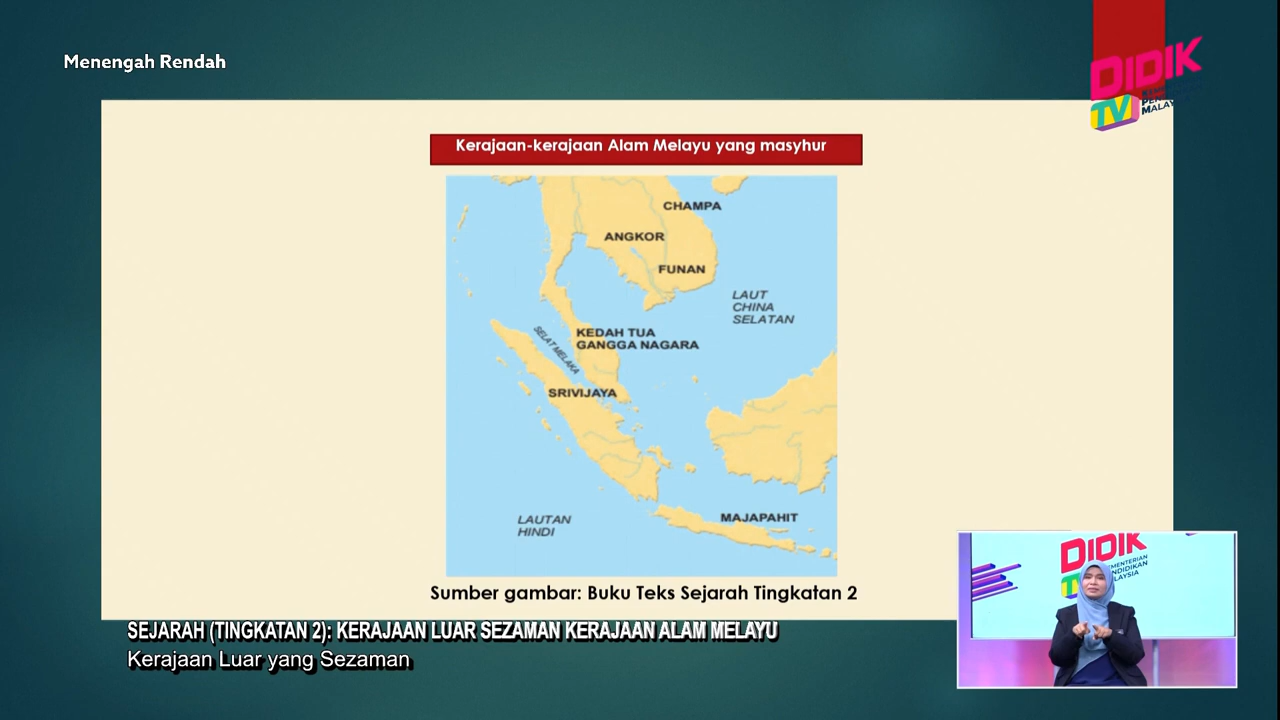 Menengah Rendah
DIDIK
TV
Kerajaan-kerajaan Alam Melayu yang masyhur
CHAMPA
ANGKOR
FUNAN
LAUT
CHINA
SELATAN
KEDAH TUA
GANGGA NAGARA
SELAT MELAKA
SRIVIJAYA
MAJAPAHIT
LAUTAN
HINDI
Sumber gambar: Buku Teks Sejarah Tingkatan 2
SEJARAH (TINGKATAN 2): KERAJAAN LUAR SEZAMAN KERAJAAN ALAM MELAYU
Kerajaan Luar yang Sezaman
DIDIK